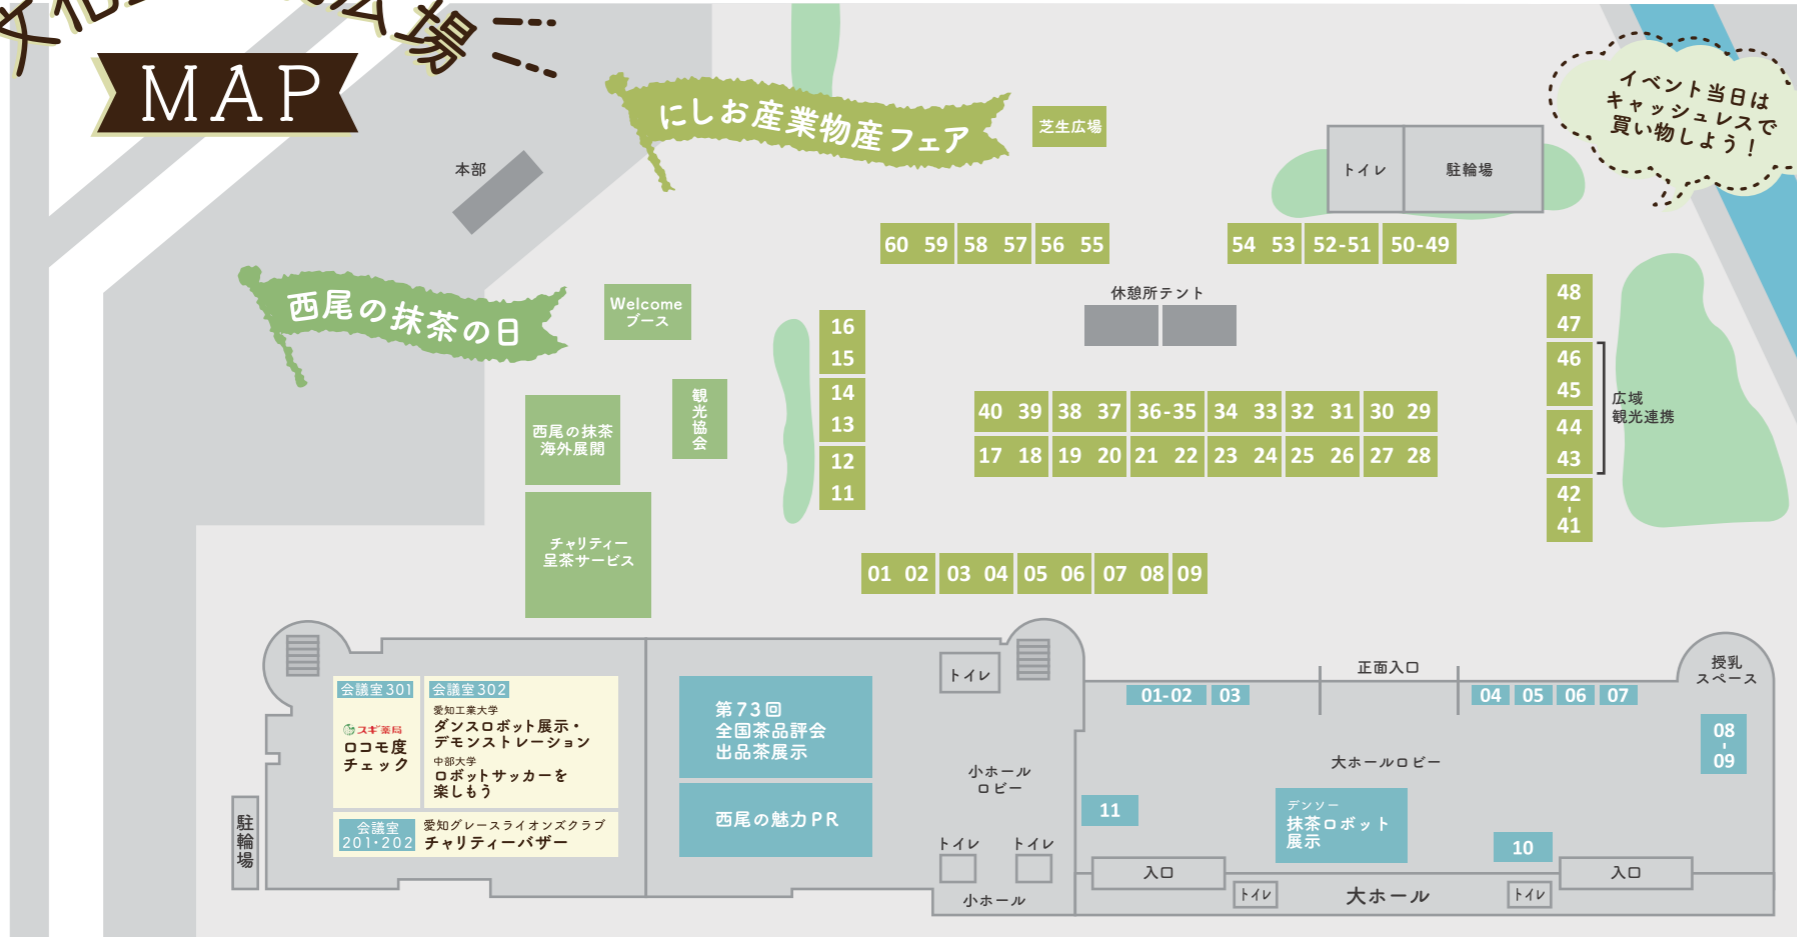 広場
MAP
にしお産業物産フェア
芝生広場
イベント当日は
キャッシュレスで
買い物しよう!
本部
トイレ
駐輪場
60 59 58 57 56 55
54 53 52-51 50-49
西尾の抹茶の日
Welcome
ブース
休憩所テント
16
15
14
13
12
11
48
47
46
45
44
43
42
-
41
広域
観光連携
観光協会
西尾の抹茶
海外展開
40 39 38 37 36-35 34 33 32 31 30 29
17 18 19 20 21 22 23 24 25 26 27 28
チャリティー
呈茶サービス
01 02 03 04 05 06 07 08 09
会議室301
スギ薬局
ロコモ度
チェック
会議室302
愛知工業大学
ダンスロボット展示・
デモンストレーション
中部大学
ロボットサッカーを
楽しもう
会議室
201・202
愛知グレースライオンズクラブ
チャリティーバザー
駐輪場
第73回
全国茶品評会
出品茶展示
西尾の魅力PR
トイレ
小ホール
ロビー
トイレ
トイレ
小ホール
正面入口
01-02 03
04 05 06 07
授乳
スペース
08
-
09
大ホールロビー
11
デンソー
抹茶ロボット
展示
10
入口
入口
トイレ
大ホール
トイレ